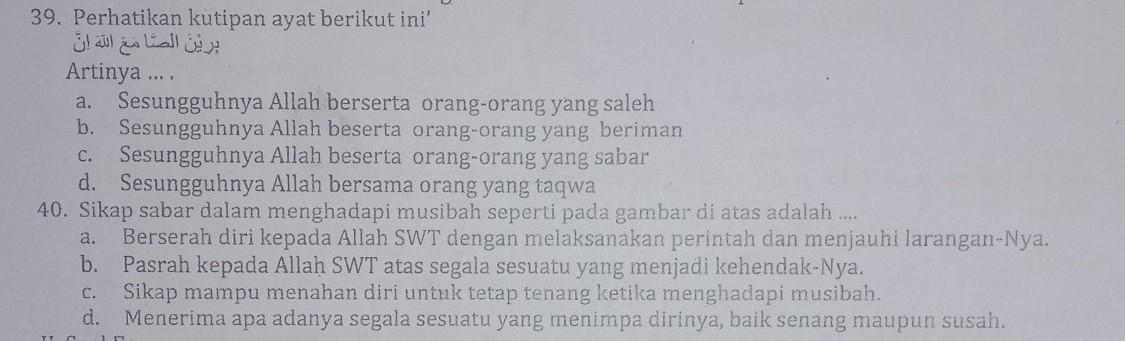 39. Perhatikan kutipan ayat berikut ini’
بِرِيْنَ الصّٰا مَعَ اللهَ اِنَّ
Artinya ... .
a. Sesungguhnya Allah berserta orang-orang yang saleh
b. Sesungguhnya Allah beserta orang-orang yang beriman
c. Sesungguhnya Allah beserta orang-orang yang sabar
d. Sesungguhnya Allah bersama orang yang taqwa
40. Sikap sabar dalam menghadapi musibah seperti pada gambar di atas adalah ....
a. Berserah diri kepada Allah SWT dengan melaksanakan perintah dan menjauhi larangan-Nya.
b. Pasrah kepada Allah SWT atas segala sesuatu yang menjadi kehendak-Nya.
c. Sikap mampu menahan diri untuk tetap tenang ketika menghadapi musibah.
d. Menerima apa adanya segala sesuatu yang menimpa dirinya, baik senang maupun susah.